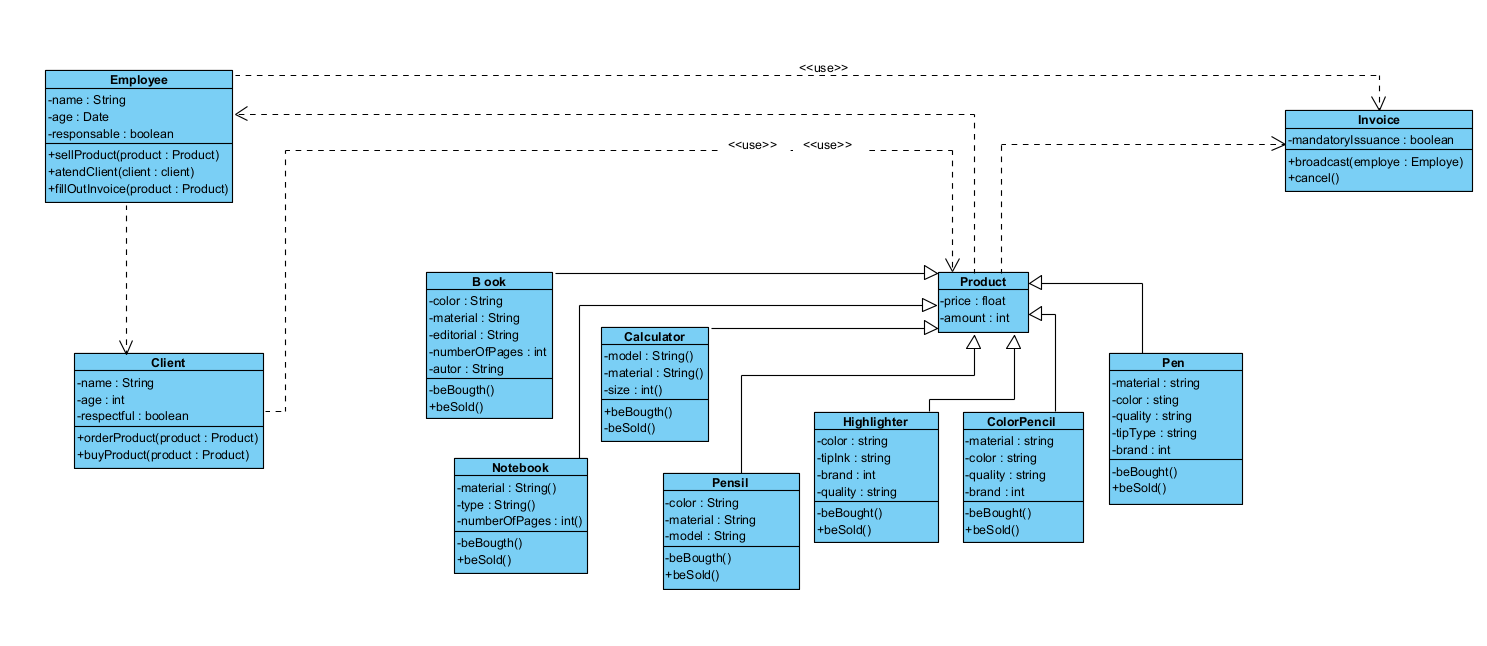 <<use>>
Employee
-name : String
-age : Date
-responsable : boolean
+sellProduct(product : Product)
+atendClient(client : client)
+fillOutInvoice(product : Product)
Invoice
-mandatoryIssuance : boolean
+broadcast(employe : Employe)
+cancel()
<<use>>
<<use>>
Client
-name : String
-age : int
-respectful : boolean
+orderProduct(product : Product)
+buyProduct(product : Product)
B ook
-color : String
-material : String
-editorial : String
-numberOfPages : int
-autor : String
-beBougth()
+beSold()
Product
-price : float
-amount : int
Calculator
-model : String()
-material : String()
-size : int()
+beBougth()
-beSold()
Pen
-material : string
-color : sting
-quality : string
-tipType : string
-brand : int
-beBought()
+beSold()
Notebook
-material : String()
-type : String()
-numberOfPages : int()
-beBougth()
+beSold()
Pensil
-color : String
-material : String
-model : String
-beBougth()
+beSold()
Highlighter
-color : string
-tipInk : string
-brand : int
-quality : string
-beBought()
+beSold()
ColorPencil
-material : string
-color : string
-quality : string
-brand : int
-beBought()
+beSold()